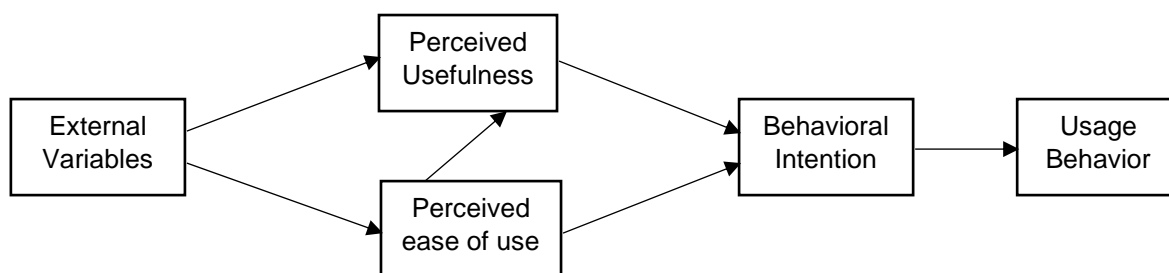 External
Variables
Perceived
Usefulness
Perceived
ease of use
Behavioral
Intention
Usage
Behavior